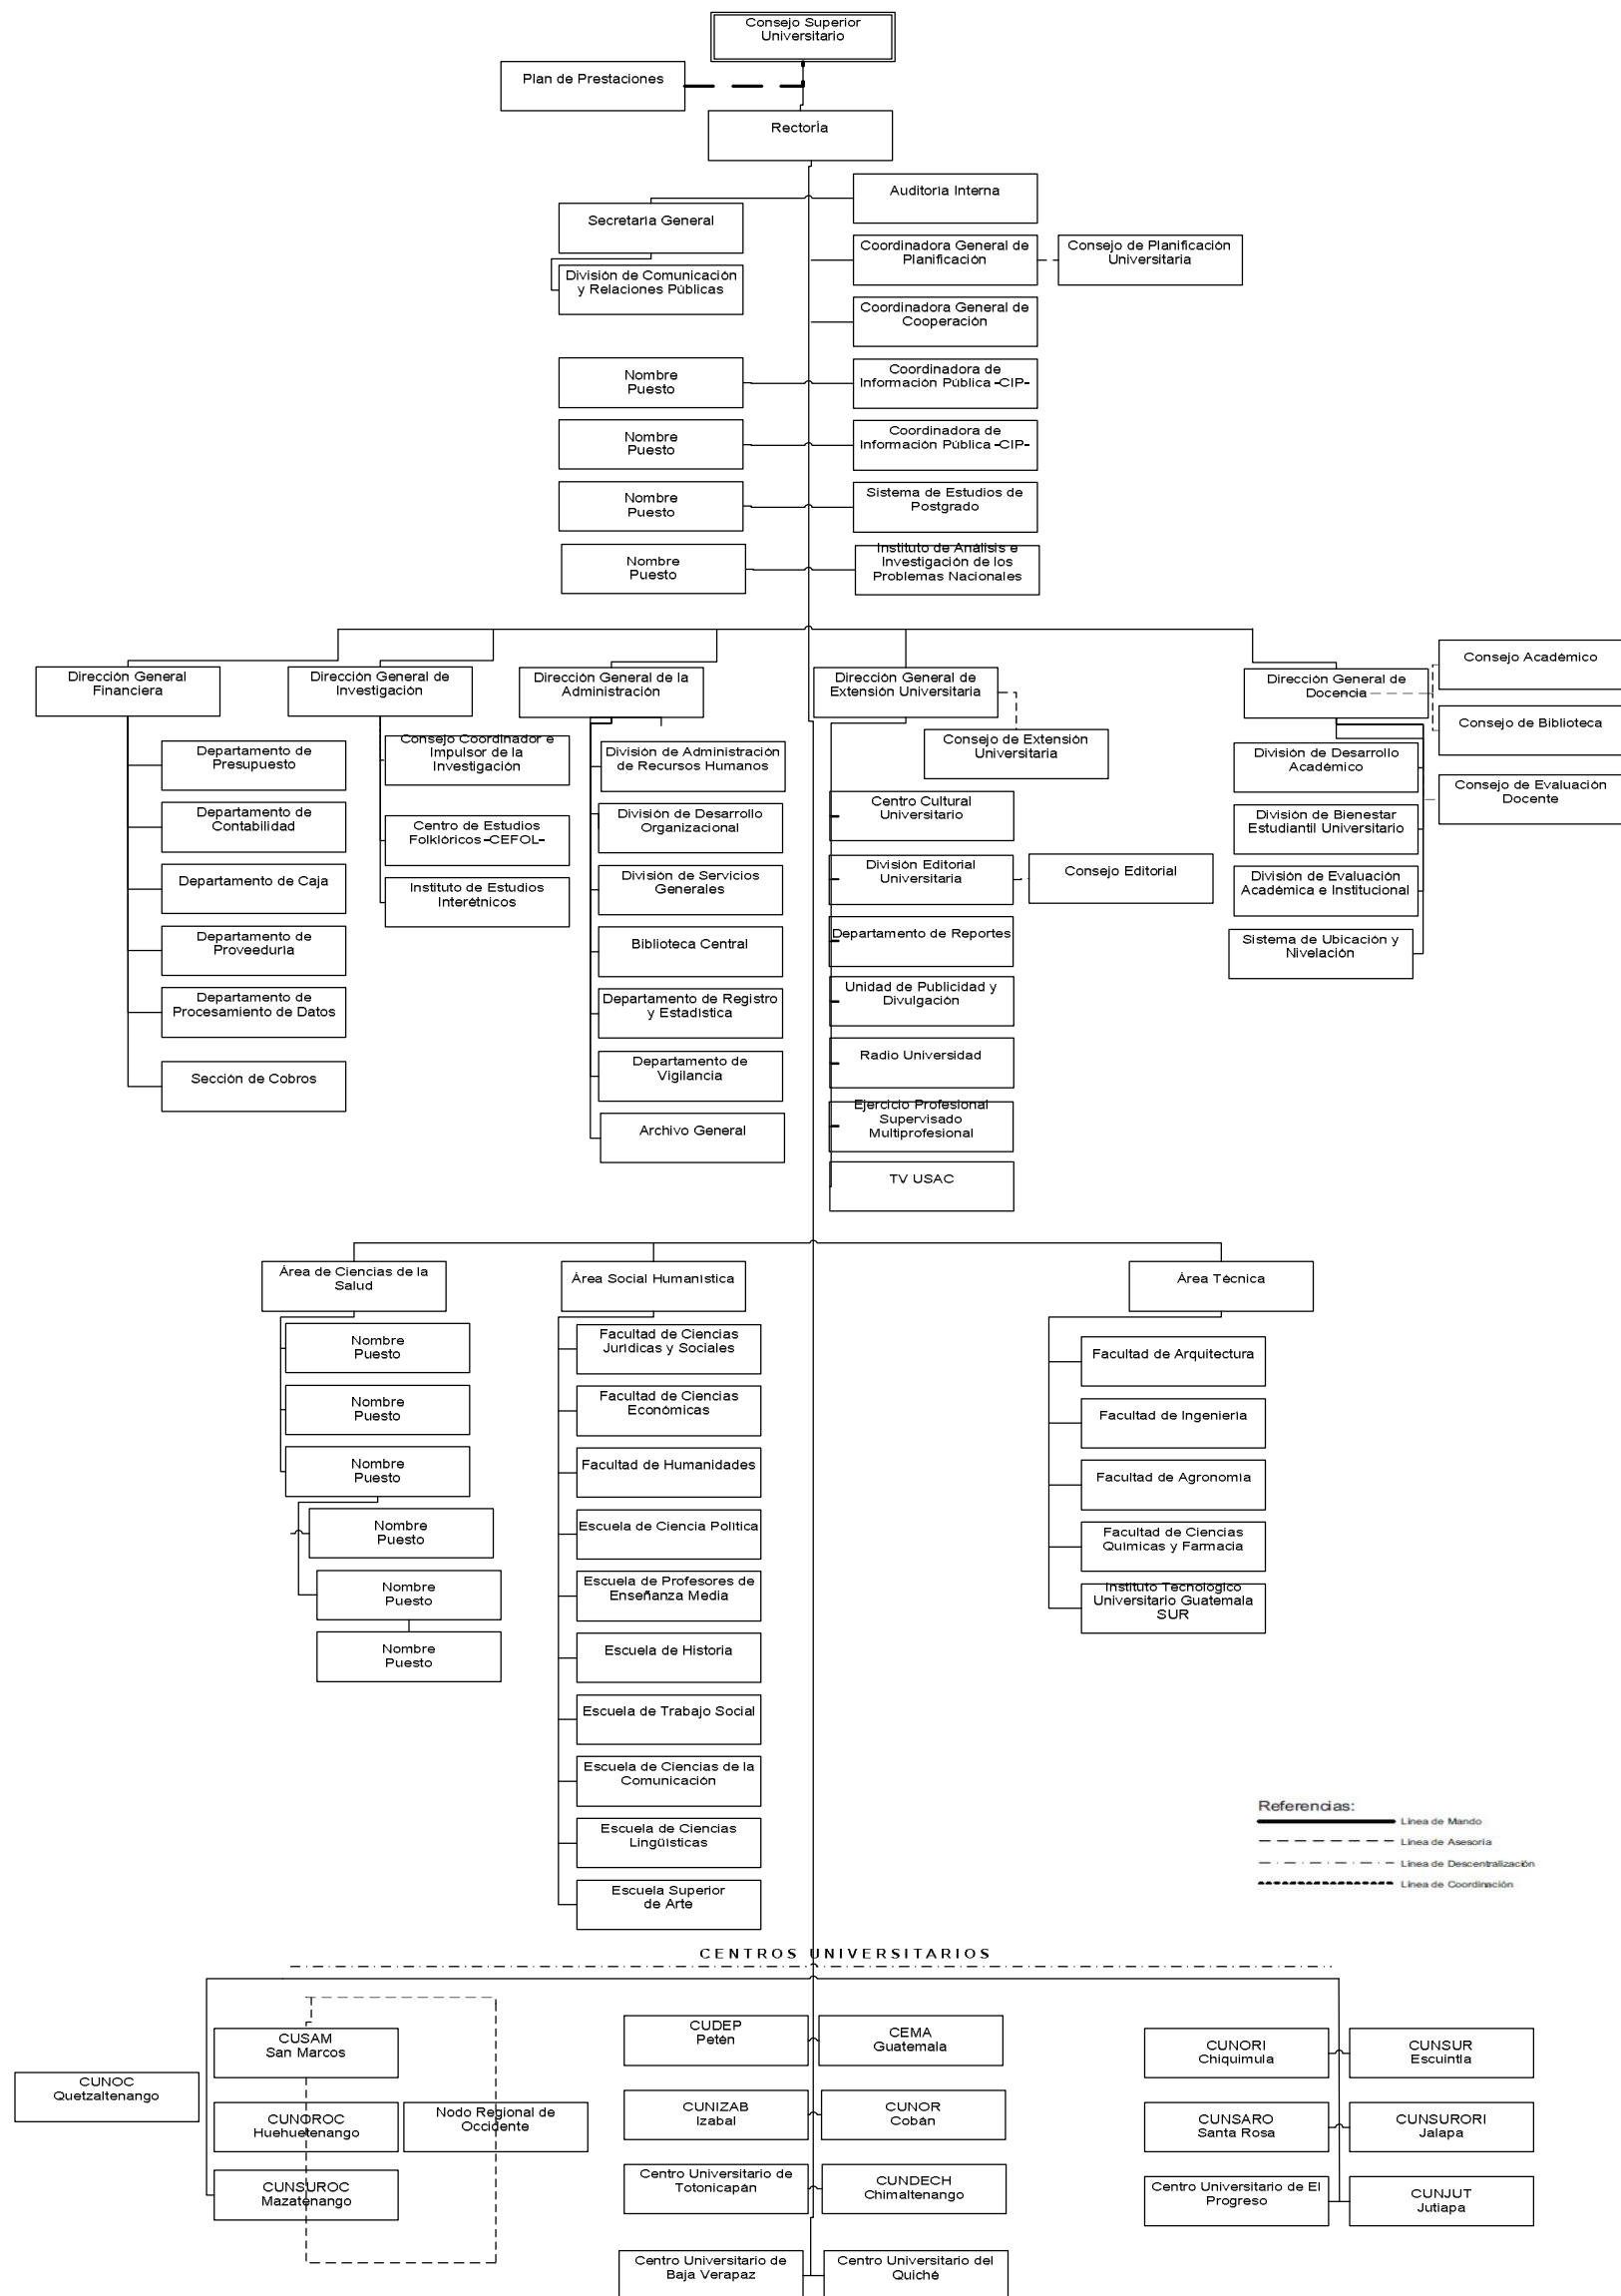 Consejo Superior
Universitario
Plan de Prestaciones
Rectoría
Auditoría Interna
Secretaría General
Coordinadora General de
Planificación
Consejo de Planificación
Universitaria
División de Comunicación
y Relaciones Públicas
Coordinadora General de
Cooperación
Nombre
Puesto
Coordinadora de
Información Pública -CIP-
Nombre
Puesto
Coordinadora de
Información Pública -CIP-
Nombre
Puesto
Sistema de Estudios de
Postgrado
Nombre
Puesto
Instituto de Análisis e
Investigación de los
Problemas Nacionales
Dirección General
Financiera
Dirección General de
Investigación
Dirección General de la
Administración
Dirección General de
Extensión Universitaria
Dirección General de
Docencia
Consejo Académico
Consejo de Biblioteca
Consejo de Evaluación
Docente
Departamento de
Presupuesto
Departamento de
Contabilidad
Departamento de Caja
Departamento de
Proveeduría
Departamento de
Procesamiento de Datos
Sección de Cobros
Consejo Coordinador e
Impulsor de la
Investigación
Centro de Estudios
Folklóricos -CEFOL-
Instituto de Estudios
Interétnicos
División de Administración
de Recursos Humanos
División de Desarrollo
Organizacional
División de Servicios
Generales
Biblioteca Central
Departamento de Registro
y Estadística
Departamento de
Vigilancia
Archivo General
Consejo de Extensión
Universitaria
Centro Cultural
Universitario
División Editorial
Universitaria
Consejo Editorial
Departamento de Reportes
Unidad de Publicidad y
Divulgación
Radio Universidad
Ejercicio Profesional
Supervisado
Multiprofesional
TV USAC
División de Desarrollo
Académico
División de Bienestar
Estudiantil Universitario
División de Evaluación
Académica e Institucional
Sistema de Ubicación y
Nivelación
Área de Ciencias de la
Salud
Área Social Humanística
Área Técnica
Nombre
Puesto
Nombre
Puesto
Nombre
Puesto
Nombre
Puesto
Nombre
Puesto
Nombre
Puesto
Facultad de Ciencias
Jurídicas y Sociales
Facultad de Ciencias
Económicas
Facultad de Humanidades
Escuela de Ciencia Política
Escuela de Profesores de
Enseñanza Media
Escuela de Historia
Escuela de Trabajo Social
Escuela de Ciencias de la
Comunicación
Escuela de Ciencias
Lingüísticas
Escuela Superior
de Arte
Facultad de Arquitectura
Facultad de Ingeniería
Facultad de Agronomía
Facultad de Ciencias
Químicas y Farmacia
Instituto Tecnológico
Universitario Guatemala
SUR
Referencias:
Línea de Mando
Línea de Asesoría
Línea de Descentralización
Línea de Coordinación
CENTROS UNIVERSITARIOS
CUNOC
Quetzaltenango
CUSAM
San Marcos
CUNOROC
Huehuetenango
CUNSUROC
Mazatenango
Nodo Regional de
Occidente
CUDEP
Petén
CEMA
Guatemala
CUNIZAB
Izabal
CUNOR
Cobán
Centro Universitario de
Totonicapán
CUNDECH
Chimaltenango
Centro Universitario de
Baja Verapaz
Centro Universitario del
Quiché
CUNORI
Chiquimula
CUNSUR
Escuintla
CUNSARO
Santa Rosa
CUNSURORI
Jalapa
Centro Universitario de El
Progreso
CUNJUT
Jutiapa